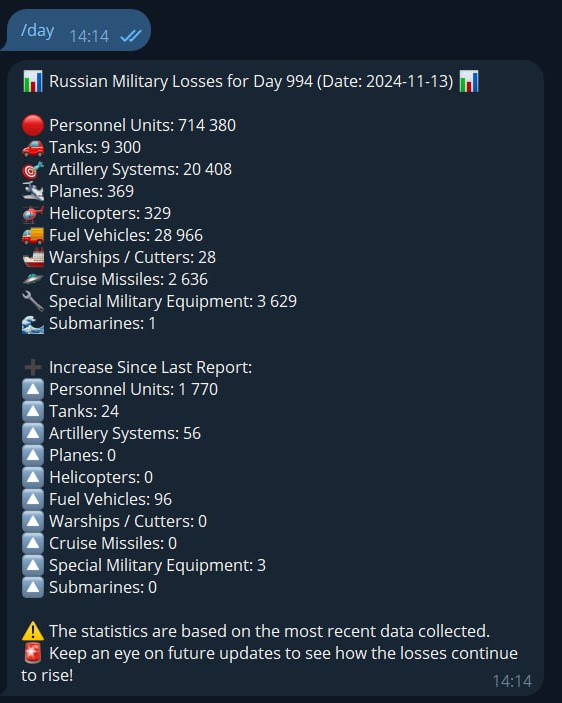 /day 14:14
Russian Military Losses for Day 994 (Date: 2024-11-13)
Personnel Units: 714 380
Tanks: 9 300
Artillery Systems: 20 408
Planes: 369
Helicopters: 329
Fuel Vehicles: 28 966
Warships / Cutters: 28
Cruise Missiles: 2 636
Special Military Equipment: 3 629
Submarines: 1
Increase Since Last Report:
Personnel Units: 1 770
Tanks: 24
Artillery Systems: 56
Planes: 0
Helicopters: 0
Fuel Vehicles: 96
Warships / Cutters: 0
Cruise Missiles: 0
Special Military Equipment: 3
Submarines: 0
The statistics are based on the most recent data collected.
Keep an eye on future updates to see how the losses continue
to rise!
14:14